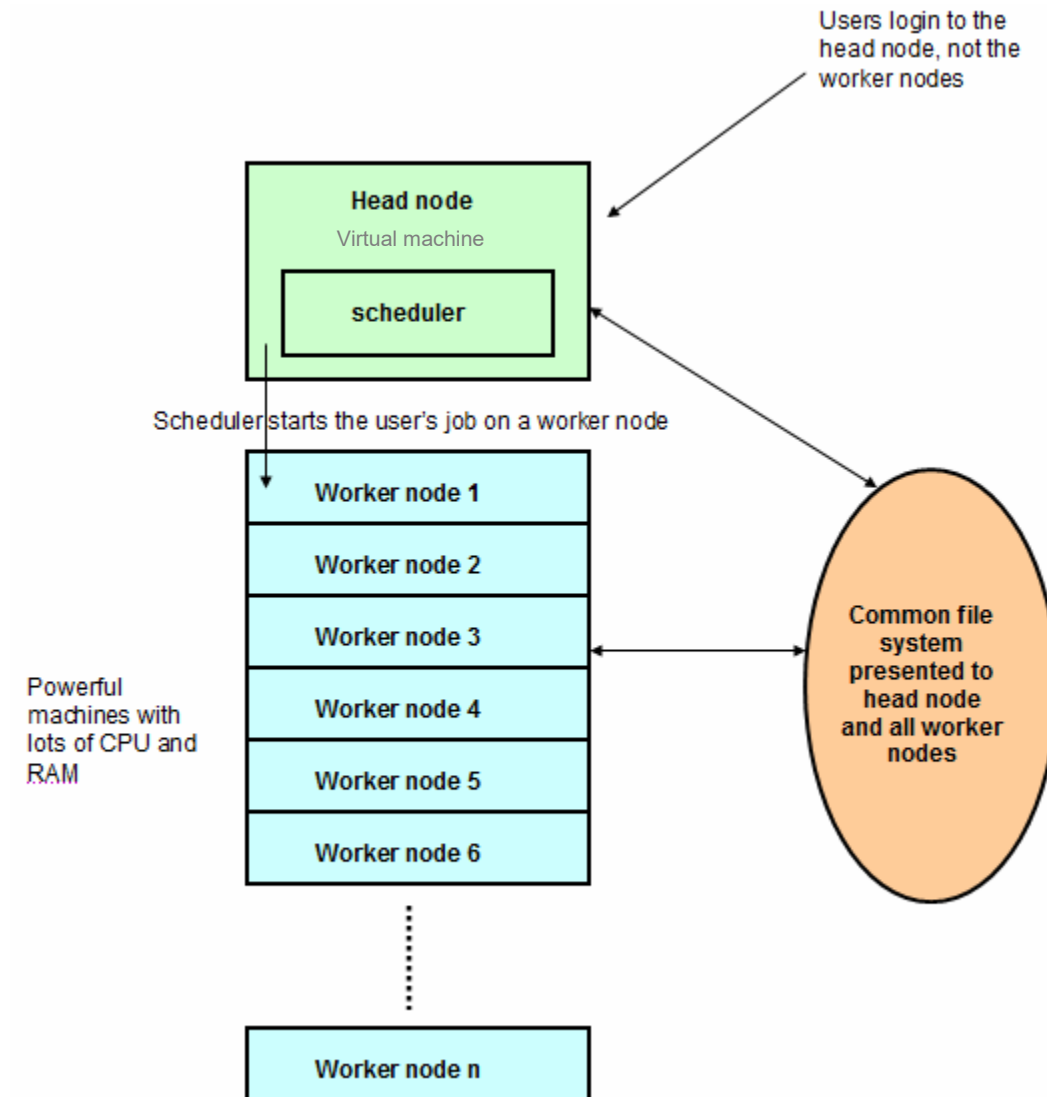 Users login to the
head node, not the
worker nodes
Head node
Virtual machine
scheduler
Scheduler starts the user's job on a worker node
Worker node 1
Worker node 2
Worker node 3
Worker node 4
Worker node 5
Worker node 6
Worker node n
Powerful
machines with
lots of CPU and
RAM
Common file
system
presented to
head node
and all worker
nodes